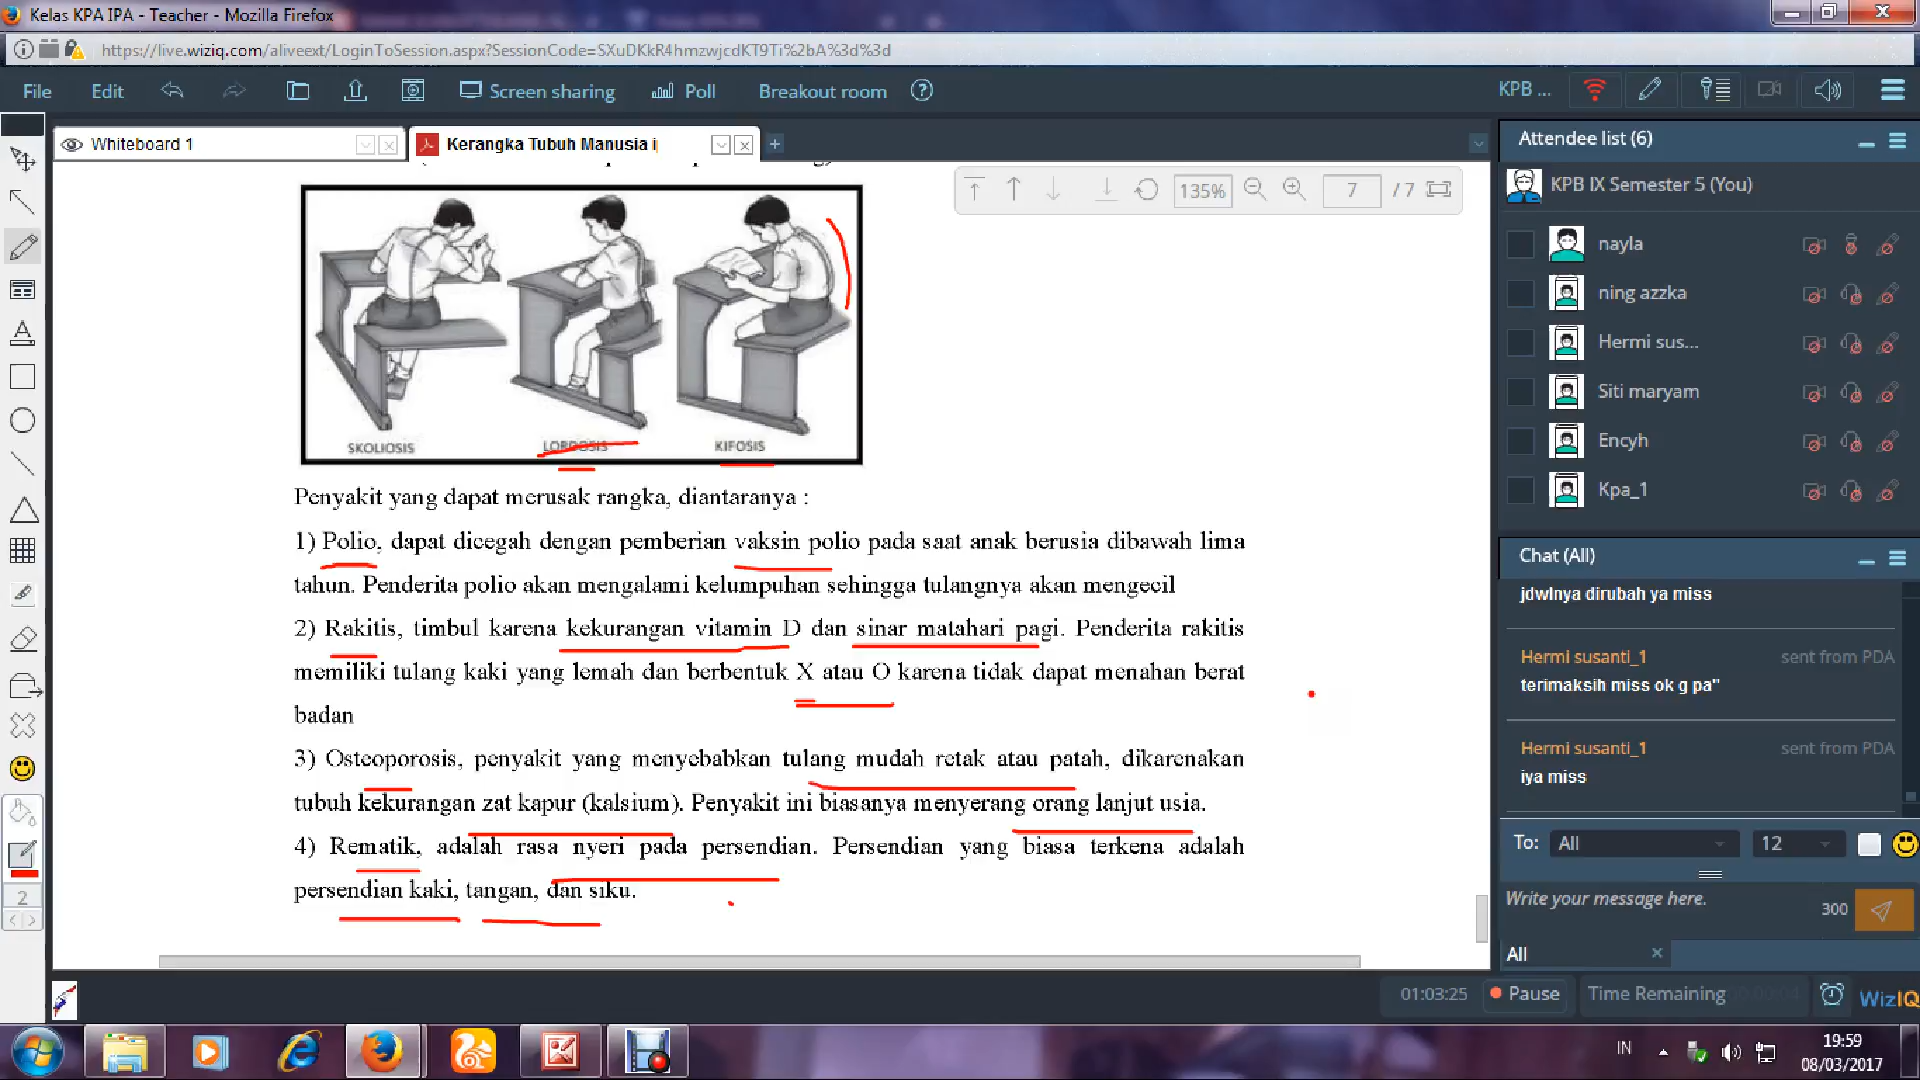 Kelas KPA IPA - Teacher - Mozilla Firefox
https://live.wiziq.com/aliveext/LoginToSession.aspx?SessionCode=SXuDKkR4hmzwjcdKT9Ti%2bA%3d%3d
File Edit Screen sharing Poll Breakout room KPB ...
Whiteboard 1
Kerangka Tubuh Manusia
135% 7 / 7
SKOLIOSIS LORDOSIS KIFOSIS
Penyakit yang dapat merusak rangka, diantaranya :
1) Polio, dapat dicegah dengan pemberian vaksin polio pada saat anak berusia dibawah lima
tahun. Penderita polio akan mengalami kelumpuhan sehingga tulangnya akan mengecil
2) Rakitis, timbul karena kekurangan vitamin D dan sinar matahari pagi. Penderita rakitis
memiliki tulang kaki yang lemah dan berbentuk X atau O karena tidak dapat menahan berat
badan
3) Osteoporosis, penyakit yang menyebabkan tulang mudah retak atau patah, dikarenakan
tubuh kekurangan zat kapur (kalsium). Penyakit ini biasanya menyerang orang lanjut usia.
4) Rematik, adalah rasa nyeri pada persendian. Persendian yang biasa terkena adalah
persendian kaki, tangan, dan siku.
2
Attendee list (6)
KPB IX Semester 5 (You)
nayla
ning azzka
Hermi sus...
Siti maryam
Encyh
Kpa_1
Chat (All)
jdwlnya dirubah ya miss
Hermi susanti_1 sent from PDA
terimaksih miss ok g pa"
Hermi susanti_1 sent from PDA
iya miss
To: All 12
Write your message here. 300
All
01:03:25 Pause Time Remaining
WizIQ
IN 19:59
08/03/2017